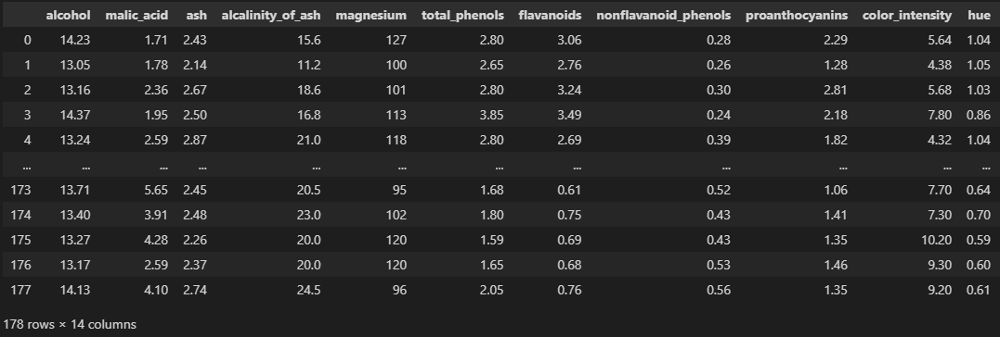 alcohol malic_acid ash alcalinity_of_ash magnesium total_phenols flavanoids nonflavanoid_phenols proanthocyanins color_intensity hue
0 14.23 1.71 2.43 15.6 127 2.80 3.06 0.28 2.29 5.64 1.04
1 13.05 1.78 2.14 11.2 100 2.65 2.76 0.26 1.28 4.38 1.05
2 13.16 2.36 2.67 18.6 101 2.80 3.24 0.30 2.81 5.68 1.03
3 14.37 1.95 2.50 16.8 113 3.85 3.49 0.24 2.18 7.80 0.86
4 13.24 2.59 2.87 21.0 118 2.80 2.69 0.39 1.82 4.32 1.04
... ... ... ... ... ... ... ... ... ... ... ...
173 13.71 5.65 2.45 20.5 95 1.68 0.61 0.52 1.06 7.70 0.64
174 13.40 3.91 2.48 23.0 102 1.80 0.75 0.43 1.41 7.30 0.70
175 13.27 4.28 2.26 20.0 120 1.59 0.69 0.43 1.35 10.20 0.59
176 13.17 2.59 2.37 20.0 120 1.65 0.68 0.53 1.46 9.30 0.60
177 14.13 4.10 2.74 24.5 96 2.05 0.76 0.56 1.35 9.20 0.61
178 rows × 14 columns